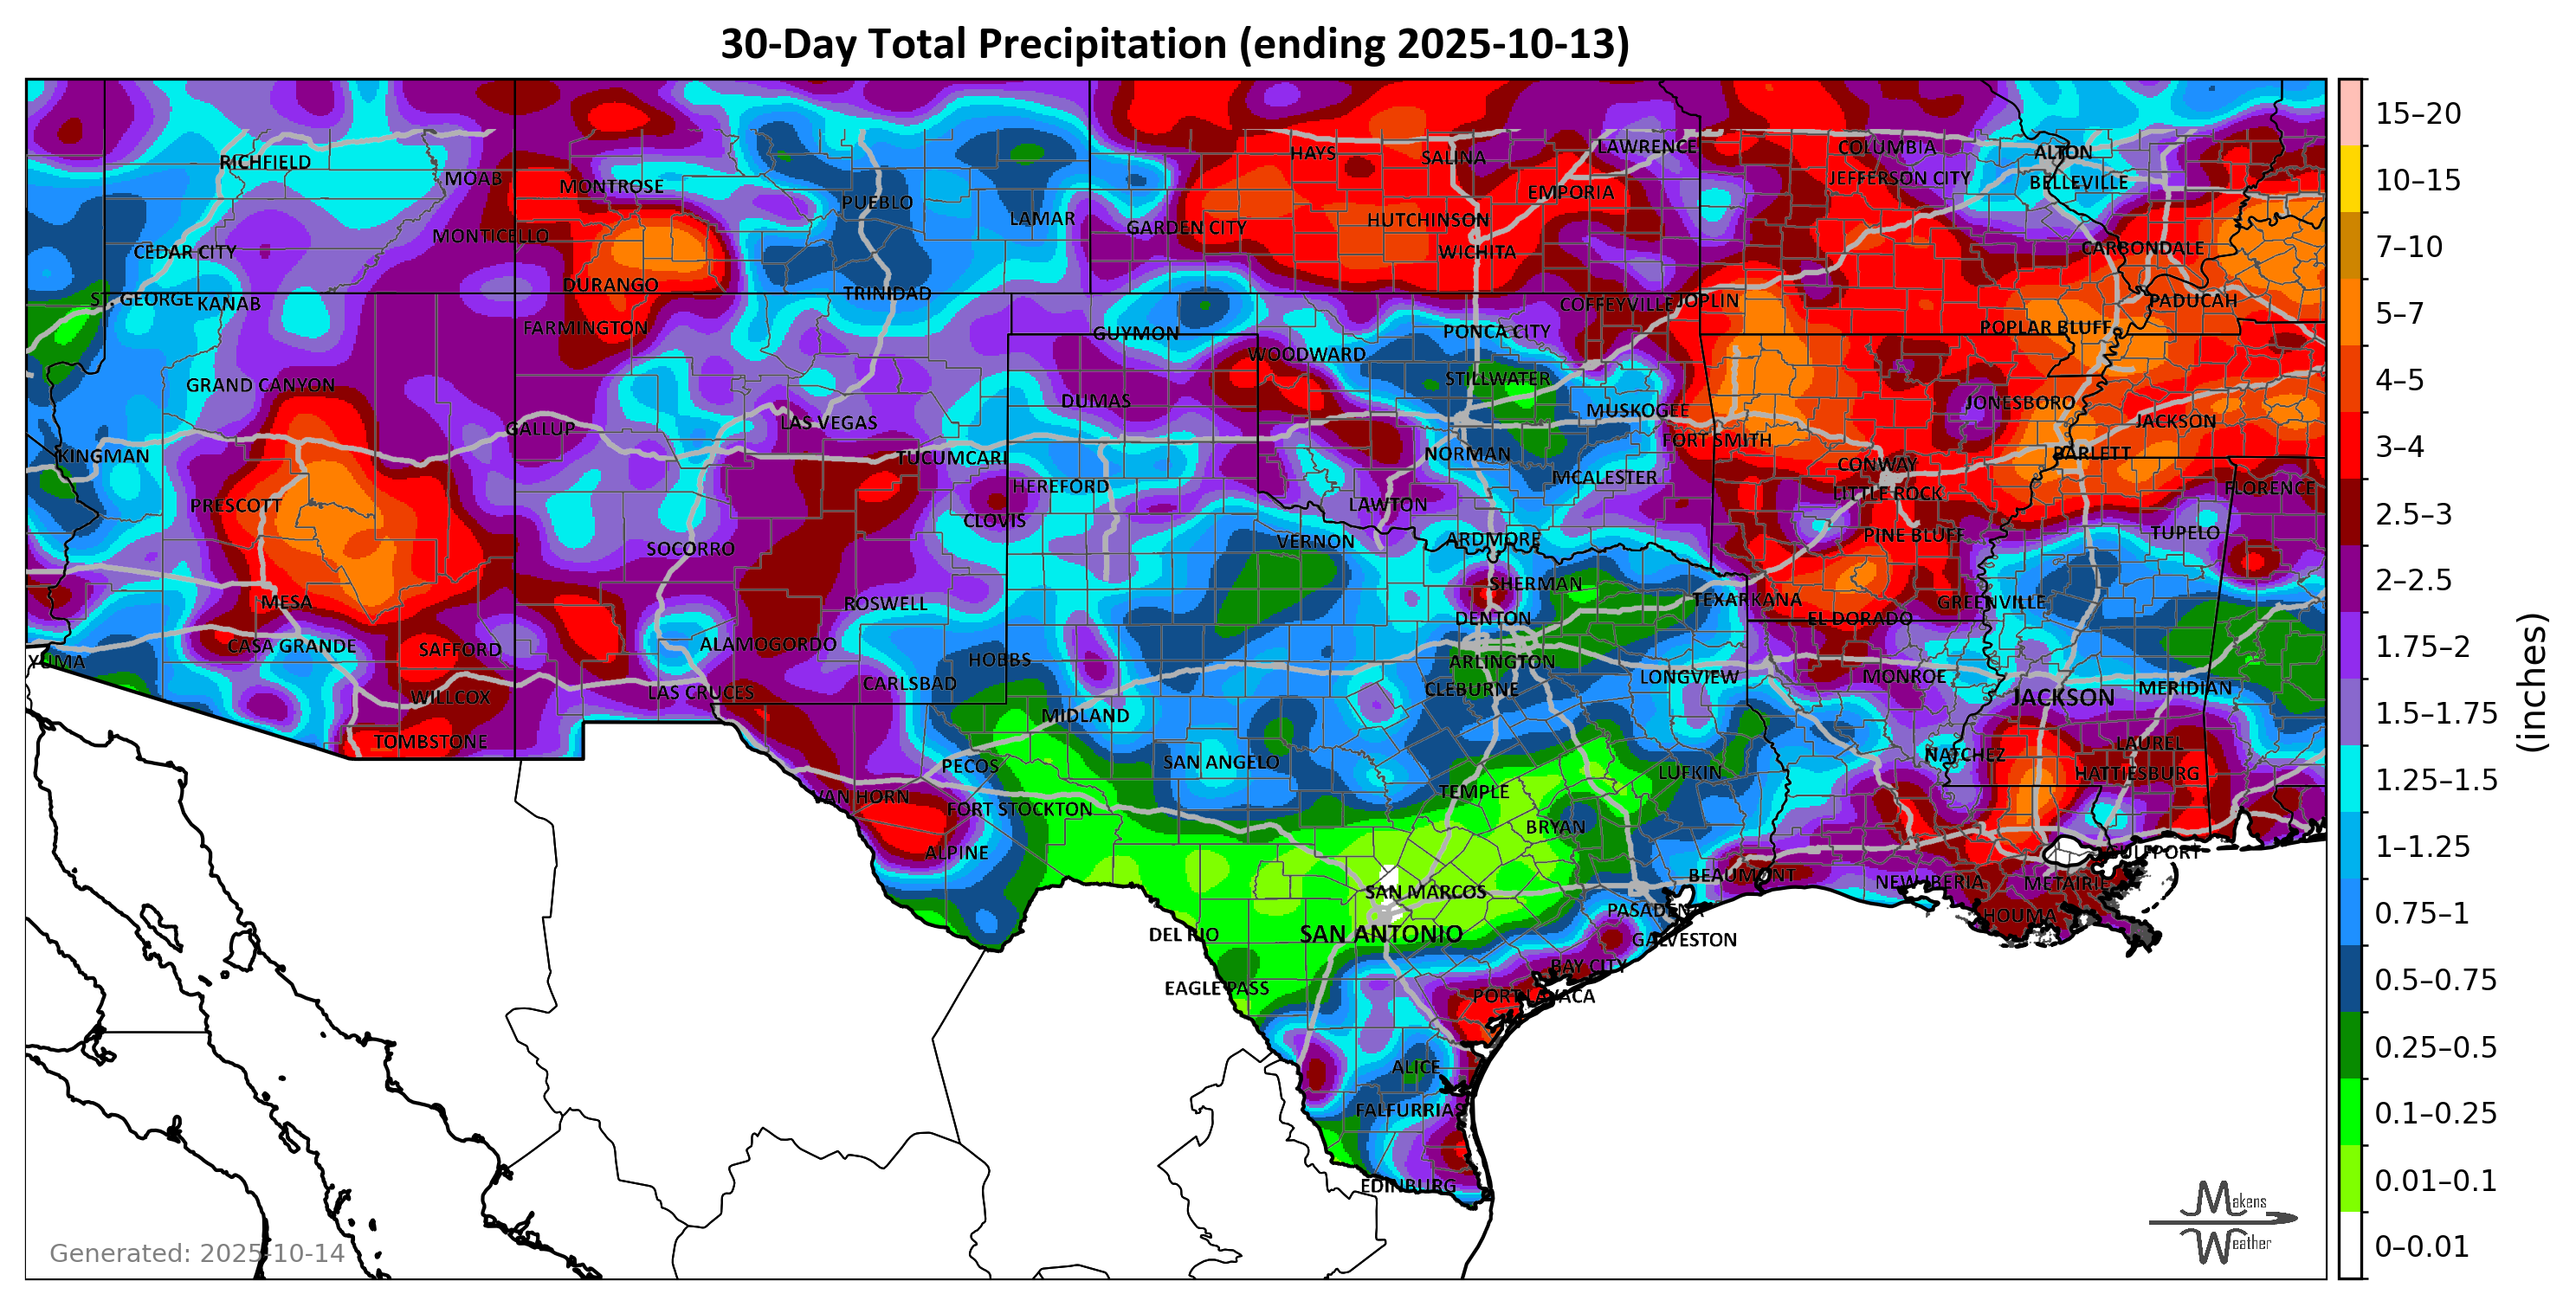 30-Day Total Precipitation (ending 2025-10-13)
RICHFIELD
MOAB
MONTROSE
PUEBLO
LAMAR
HAYS
SALINA
LAWRENCE
EMPORIA
COLUMBIA
JEFFERSON CITY
ALTON
BELLEVILLE
CEDAR CITY
MONTICELLO
DURANGO
GARDEN CITY
HUTCHINSON
WICHITA
CARBONDALE
ST. GEORGE
KANAB
TRINIDAD
COFFEYVILLE
JOPLIN
PADUCAH
FARMINGTON
GUYMON
PONCA CITY
POPLAR BLUFF
WOODWARD
GRAND CANYON
DUMAS
STILLWATER
MUSKOGEE
JONESBORO
JACKSON
GALLUP
LAS VEGAS
FORT SMITH
KINGMAN
TUCUMCARI
NORMAN
BARLETT
CONWAY
PRESCOTT
HEREFORD
MCALESTER
LITTLE ROCK
FLORENCE
CLOVIS
LAWTON
PINE BLUFF
TUPELO
SOCORRO
VERNON
ARDMORE
SHERMAN
MESA
ROSWELL
DENTON
TEXARKANA
GREENVILLE
EL DORADO
CASA GRANDE
SAFFORD
ALAMOGORDO
HOBBS
ARLINGTON
YUMA
WILLCOX
LAS CRUCES
CARLSBAD
CLEBURNE
LONGVIEW
MONROE
JACKSON
MERIDIAN
MIDLAND
TOMBSTONE
PECOS
SAN ANGELO
LUFKIN
NATCHEZ
LAUREL
HATTIESBURG
VAN HORN
FORT STOCKTON
TEMPLE
BRYAN
ALPINE
GULFPORT
SAN MARCOS
BEAUMONT
NEW IBERIA
METAIRIE
PASADENA
HOUMA
DEL RIO
SAN ANTONIO
GALVESTON
BAY CITY
EAGLE PASS
PORT LAVACA
ALICE
FALFURRIAS
EDINBURG
15–20
10–15
7–10
5–7
4–5
3–4
2.5–3
2–2.5
1.75–2
1.5–1.75
1.25–1.5
1–1.25
0.75–1
0.5–0.75
0.25–0.5
0.1–0.25
0.01–0.1
0–0.01
(inches)
Generated: 2025-10-14
Makens
Weather